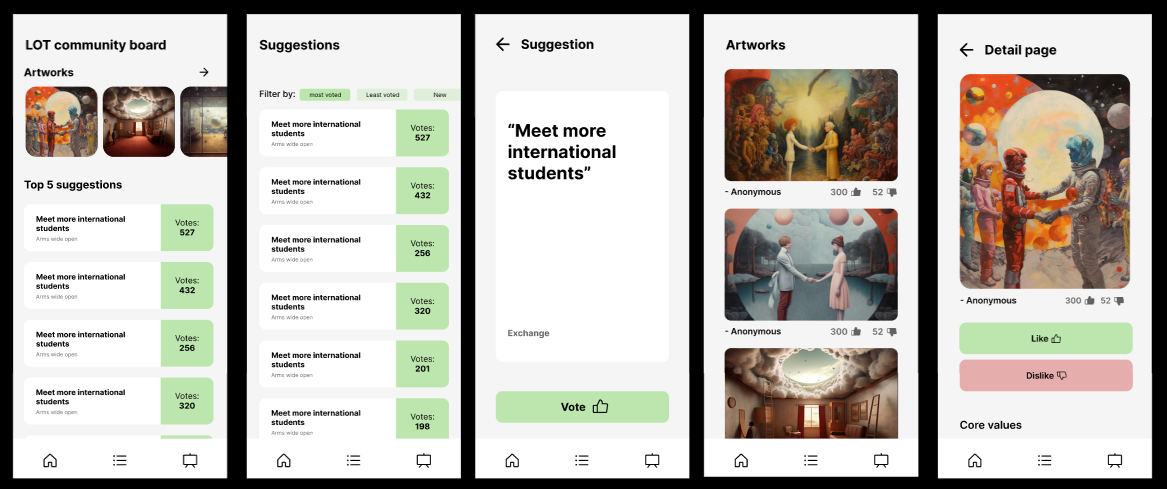 LOT community board
Artworks
Top 5 suggestions
Meet more international
students
Arms wide open
Votes:
527
Meet more international
students
Arms wide open
Votes:
432
Meet more international
students
Arms wide open
Votes:
256
Meet more international
students
Arms wide open
Votes:
320
Suggestions
Filter by:
most voted
Least voted
New
Meet more international
students
Arms wide open
Votes:
527
Meet more international
students
Arms wide open
Votes:
432
Meet more international
students
Arms wide open
Votes:
256
Meet more international
students
Arms wide open
Votes:
320
Meet more international
students
Arms wide open
Votes:
201
Meet more international
students
Arms wide open
Votes:
198
Suggestion
“Meet more
international
students”
Exchange
Vote
Artworks
- Anonymous 300 52
- Anonymous 300 52
Detail page
- Anonymous 300 52
Like
Dislike
Core values